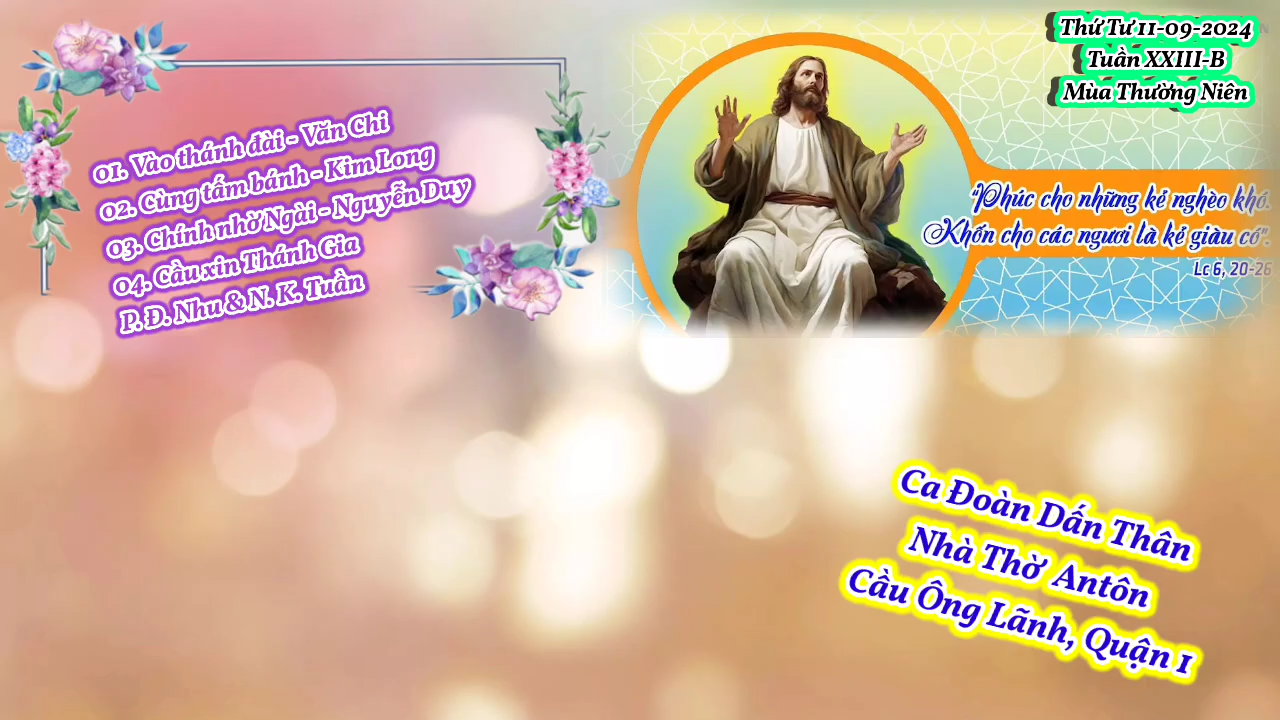 01. Vào thánh đài - Văn Chi
02. Cùng tấm bánh - Kim Long
03. Chính nhờ Ngài - Nguyễn Duy
04. Cầu xin Thánh Gia
P. Đ. Nhu & N. K. Tuần
Thứ Tư 11-09-2024
Tuần XXIII-B
Mùa Thường Niên
"Phúc cho những kẻ nghèo khó.
Khốn cho các ngươi là kẻ giàu có".
Lc 6, 20-26
Ca Đoàn Dấn Thân
Nhà Thờ Antôn
Cầu Ông Lãnh, Quận 1